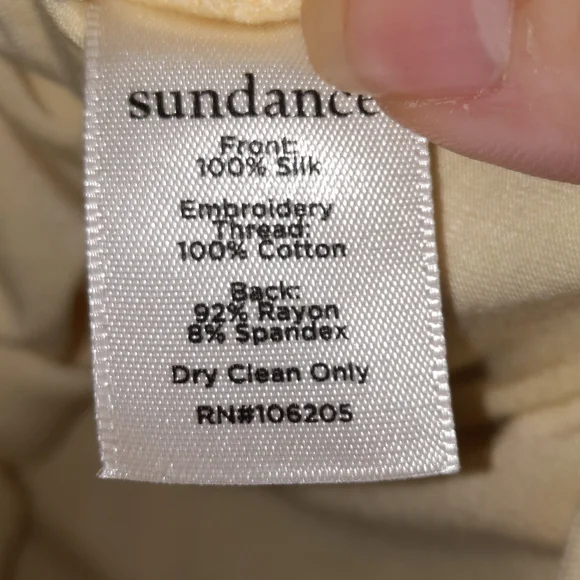 sundance
Front:
100% Silk
Embroidery
Thread:
100% Cotton
Back:
92% Rayon
8% Spandex
Dry Clean Only
RN#106205